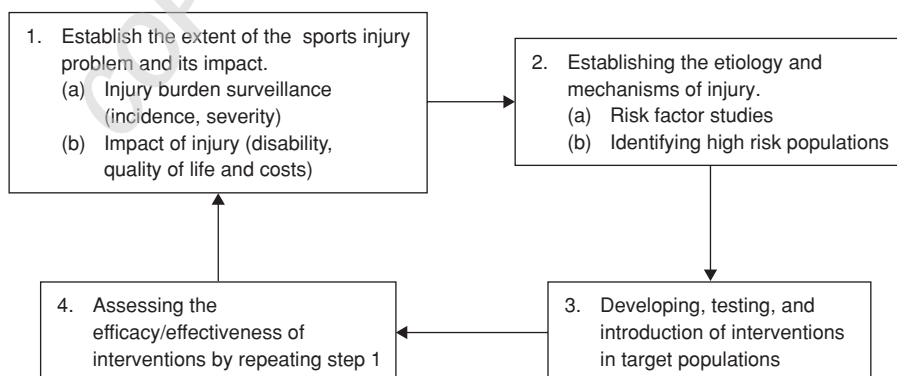 1. Establish the extent of the sports injury
problem and its impact.
(a) Injury burden surveillance
(incidence, severity)
(b) Impact of injury (disability,
quality of life and costs)
2. Establishing the etiology and
mechanisms of injury.
(a) Risk factor studies
(b) Identifying high risk populations
4. Assessing the
efficacy/effectiveness of
interventions by repeating step 1
3. Developing, testing, and
introduction of interventions
in target populations